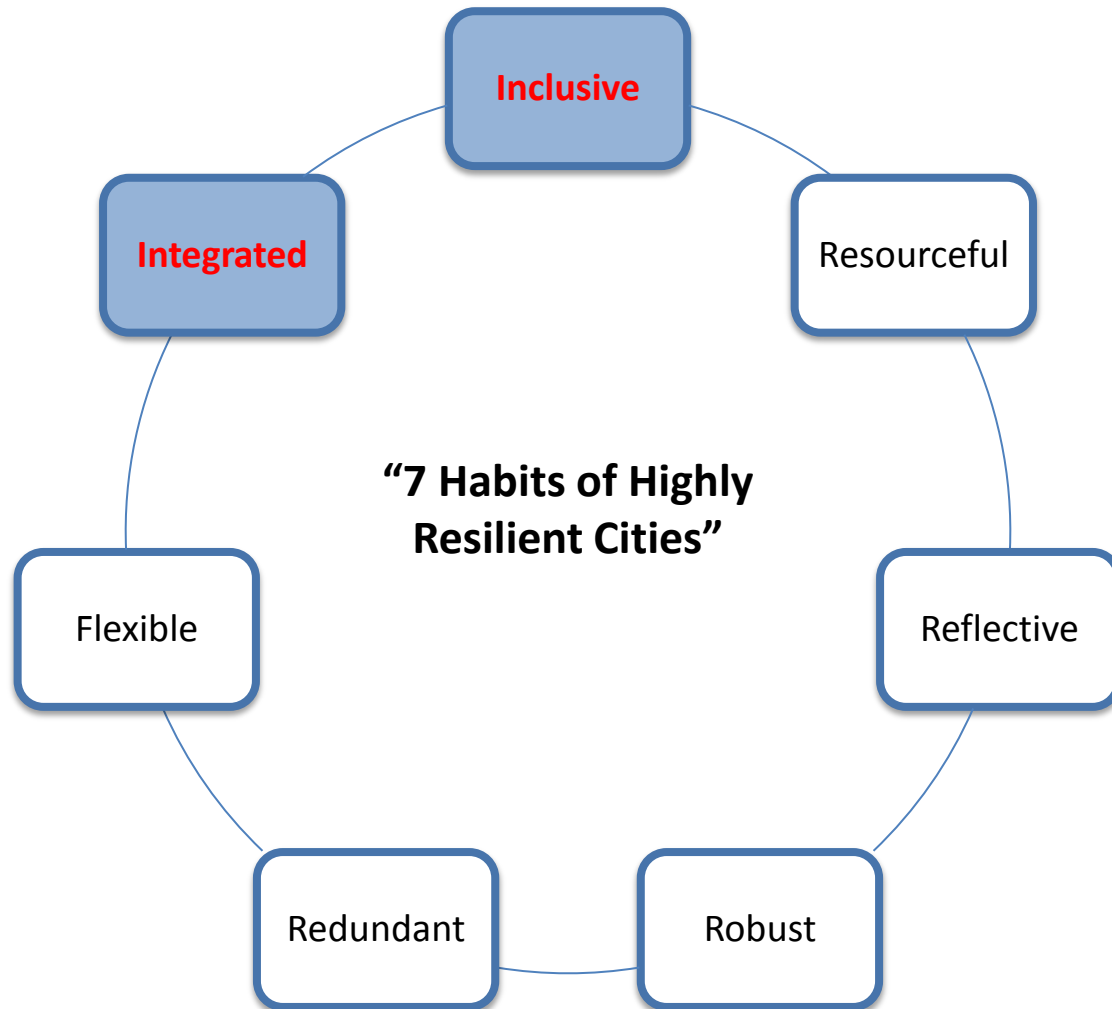 Inclusive
Integrated
Resourceful
“7 Habits of Highly
Resilient Cities”
Flexible
Reflective
Redundant
Robust